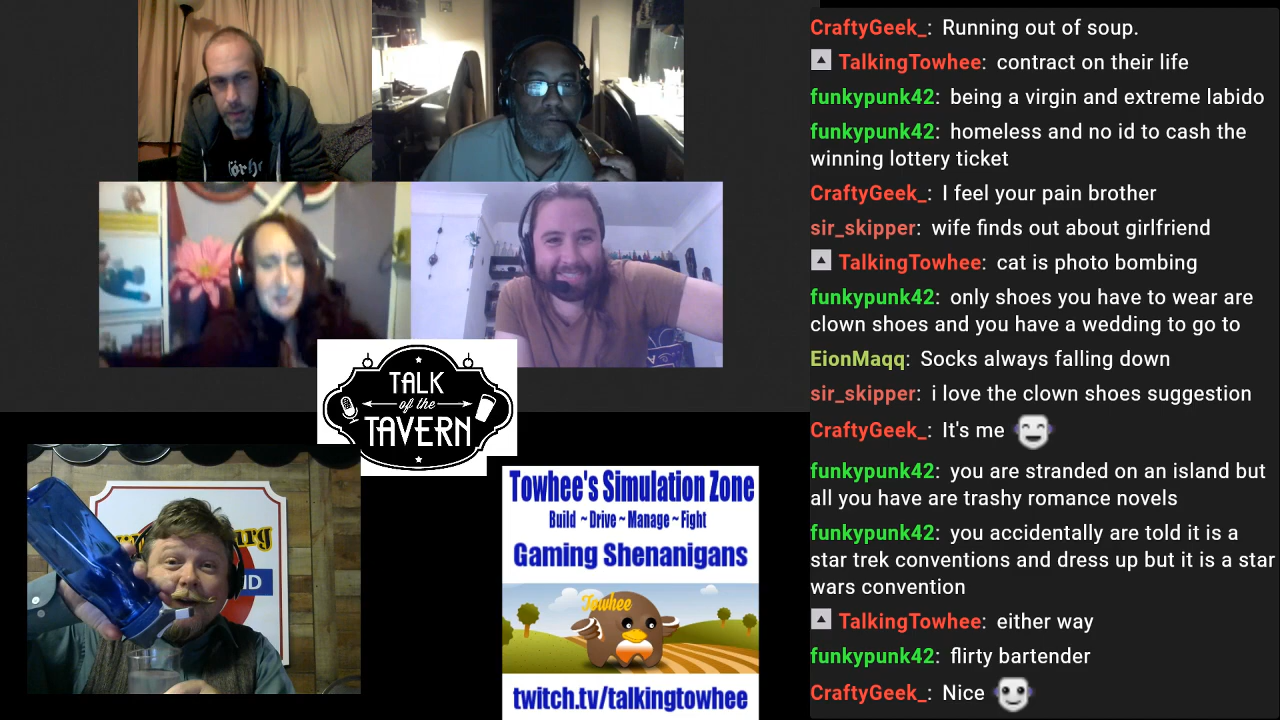 TALK
of the
TAVERN
Towhee's Simulation Zone
Build ~ Drive ~ Manage ~ Fight
Gaming Shenanigans
Towhee
twitch.tv/talkingtowhee
CraftyGeek_: Running out of soup.
TalkingTowhee: contract on their life
funkypunk42: being a virgin and extreme labido
funkypunk42: homeless and no id to cash the
winning lottery ticket
CraftyGeek_: I feel your pain brother
sir_skipper: wife finds out about girlfriend
TalkingTowhee: cat is photo bombing
funkypunk42: only shoes you have to wear are
clown shoes and you have a wedding to go to
EionMaqq: Socks always falling down
sir_skipper: i love the clown shoes suggestion
CraftyGeek_: It's me
funkypunk42: you are stranded on an island but
all you have are trashy romance novels
funkypunk42: you accidentally are told it is a
star trek conventions and dress up but it is a star
wars convention
TalkingTowhee: either way
funkypunk42: flirty bartender
CraftyGeek_: Nice